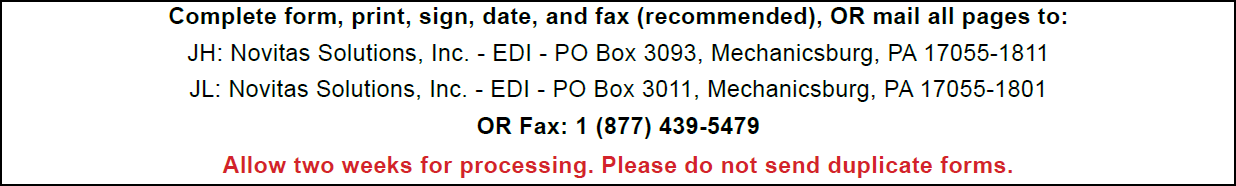 Complete form, print, sign, date, and fax (recommended), OR mail all pages to:
JH: Novitas Solutions, Inc. - EDI - PO Box 3093, Mechanicsburg, PA 17055-1811
JL: Novitas Solutions, Inc. - EDI - PO Box 3011, Mechanicsburg, PA 17055-1801
OR Fax: 1 (877) 439-5479
Allow two weeks for processing. Please do not send duplicate forms.